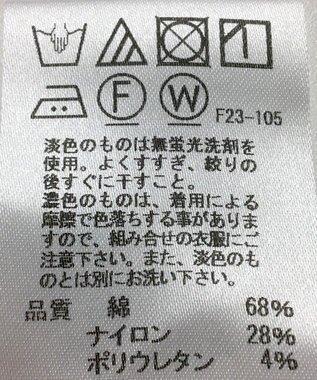 F W F23-105
淡色のものは無蛍光洗剤を
使用。よくすすぎ、絞りの
後すぐに干すこと。
濃色のものは、着用による
摩擦で色落ちする事があり
ますので、組み合せの衣服にご
注意下さい。また、淡色のも
のとは別にお洗い下さい。
品質 綿 68%
ナイロン 28%
ポリウレタン 4%